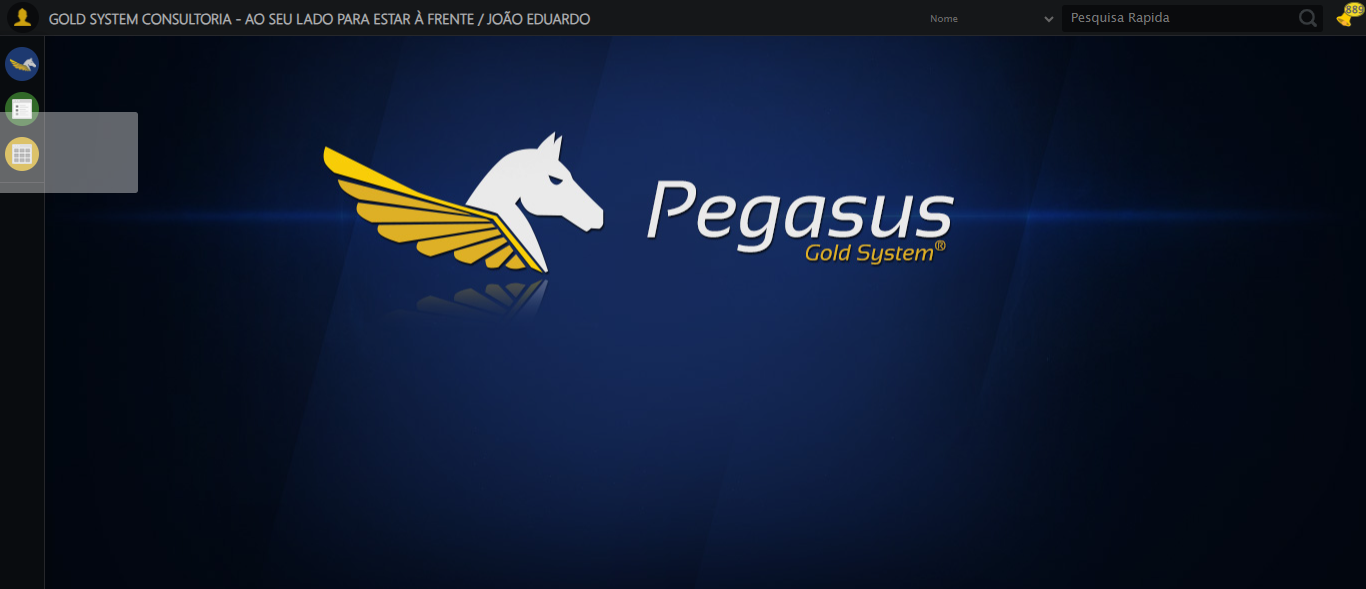 GOLD SYSTEM CONSULTORIA - AO SEU LADO PARA ESTAR À FRENTE / JOÃO EDUARDO
Nome
Pesquisa Rapida
889
Pegasus
Gold System®